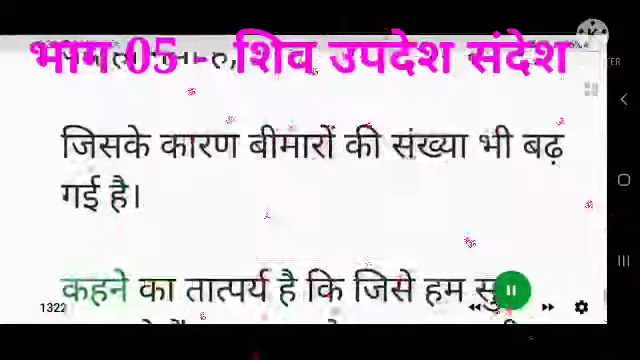 भाग 05 - शिव उपदेश संदेश
जिसके कारण बीमारों की संख्या भी बढ़
गई है।
कहने का तात्पर्य है कि जिसे हम
1322